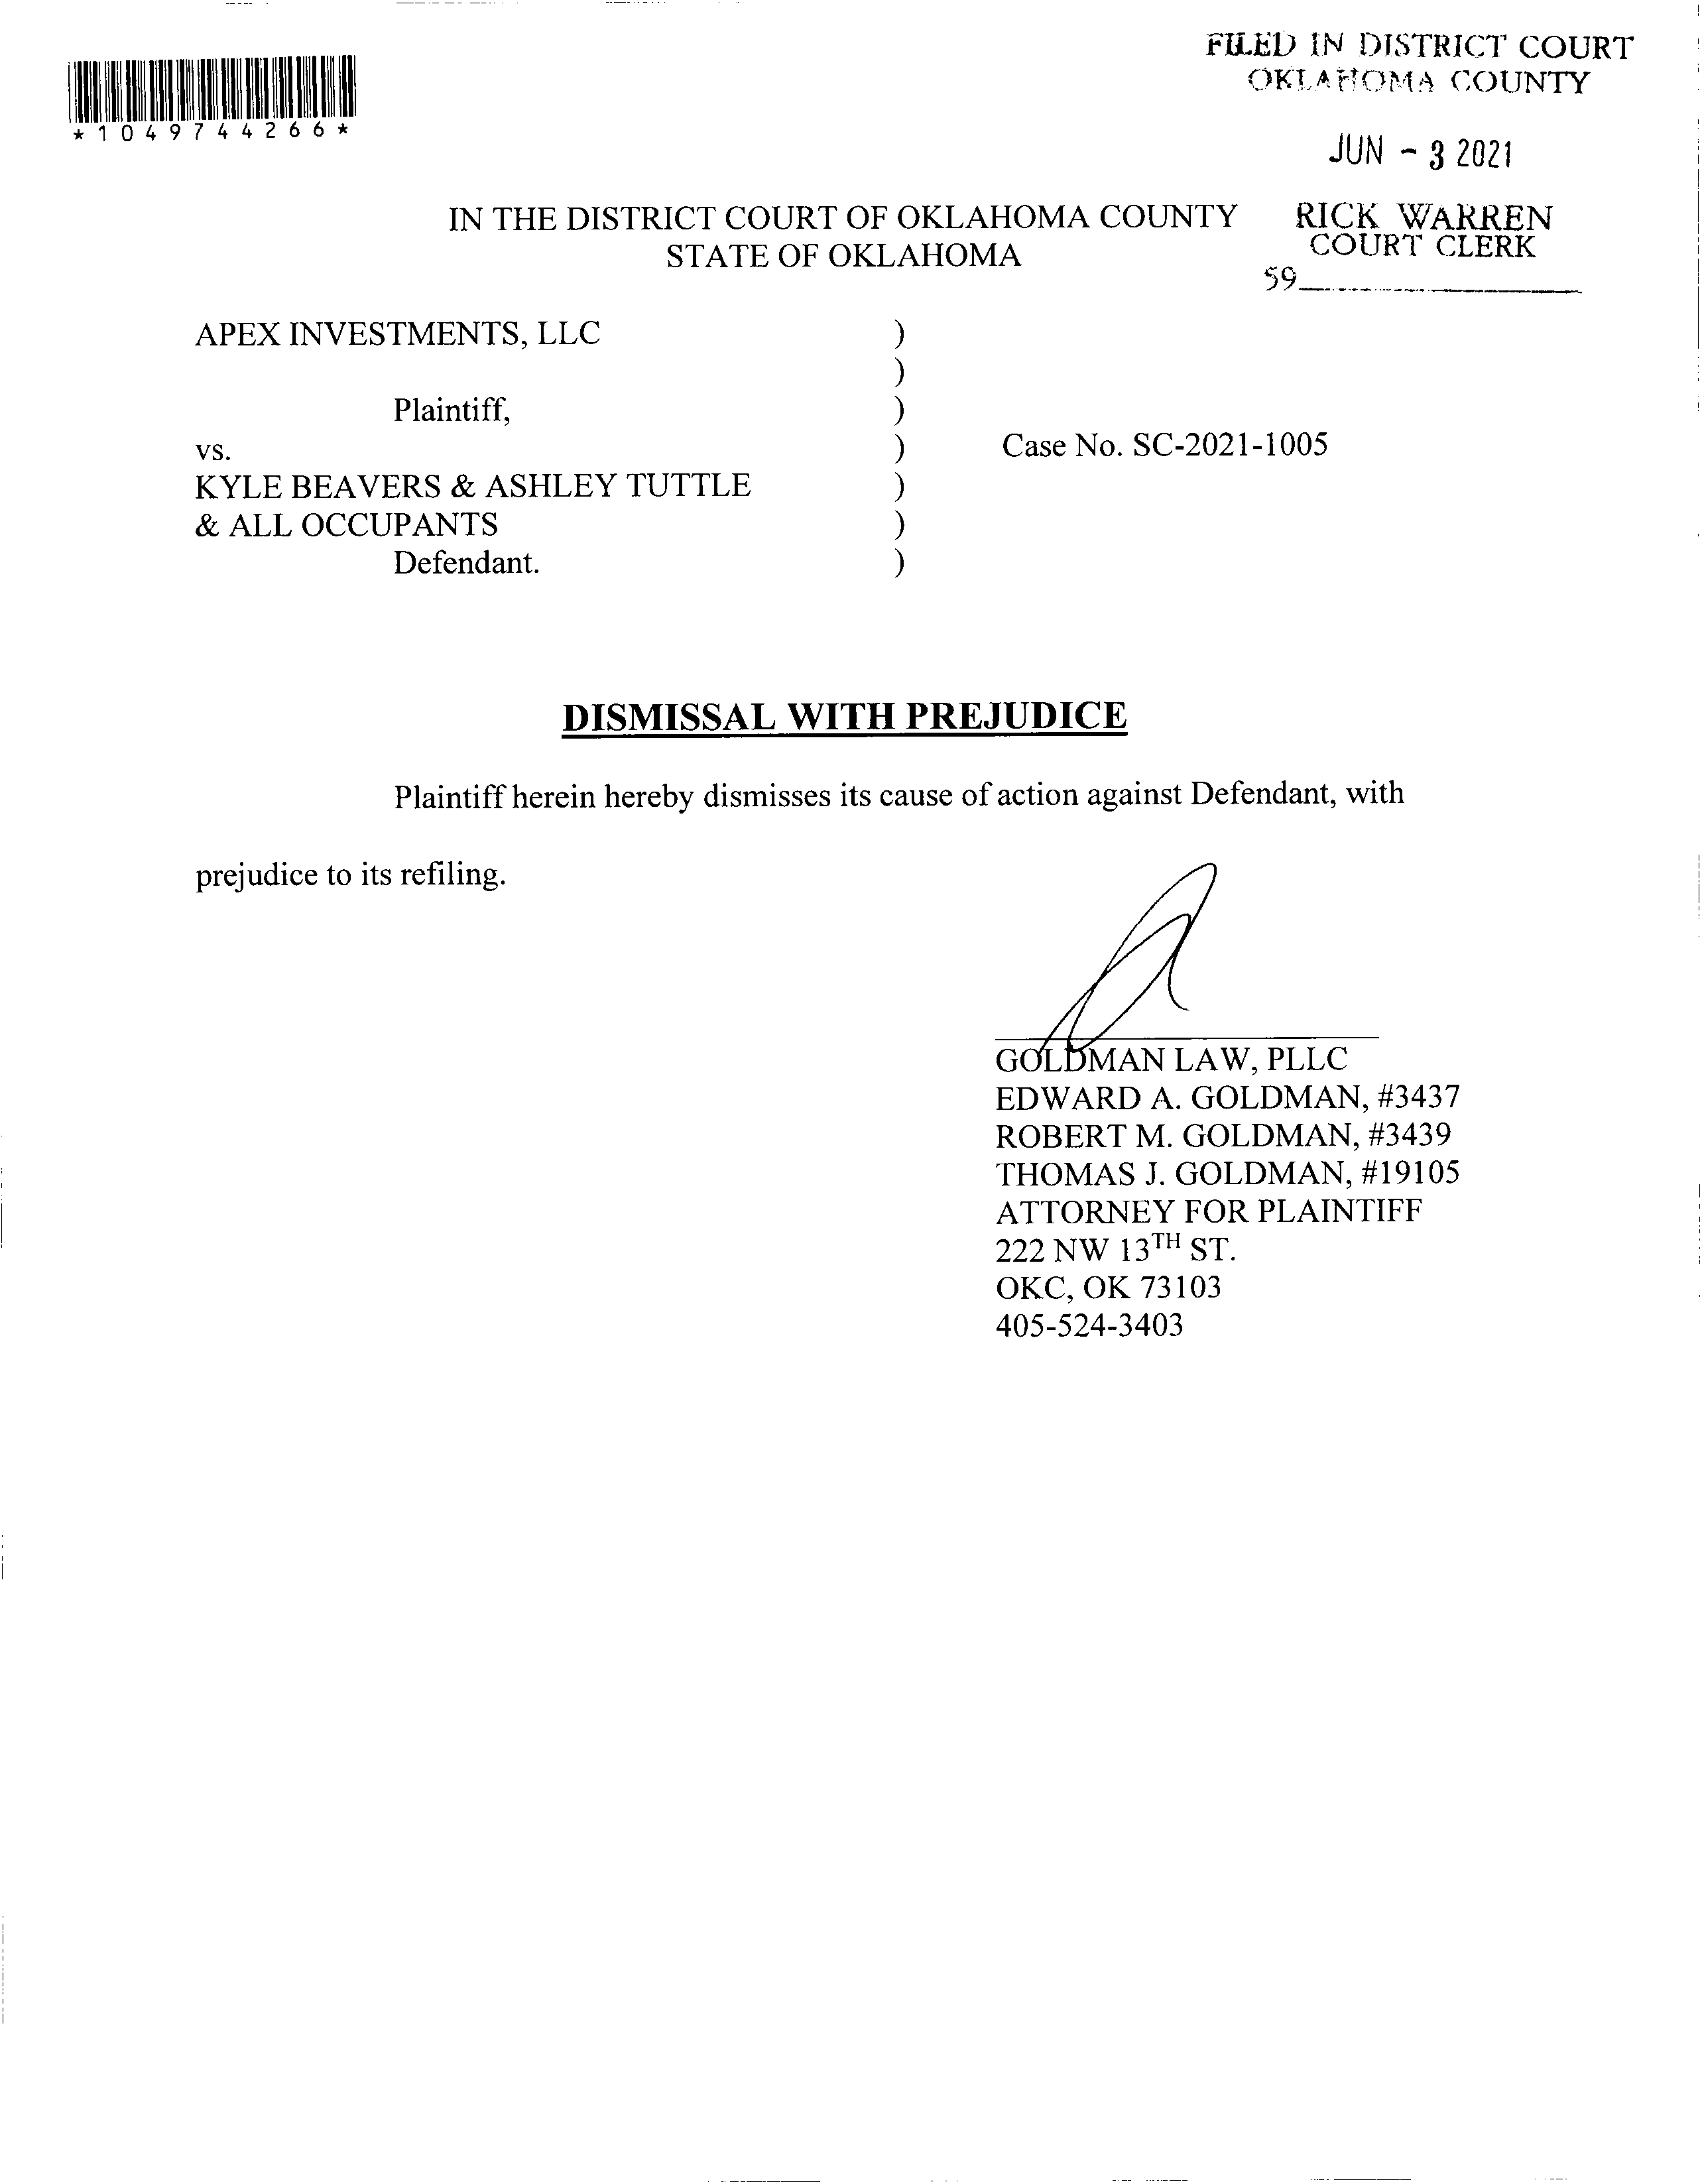 FILED IN DISTRICT COURT
OKLAHOMA COUNTY
*1049744266*
JUN - 3 2021
IN THE DISTRICT COURT OF OKLAHOMA COUNTY
STATE OF OKLAHOMA
RICK WARREN
COURT CLERK
59
APEX INVESTMENTS, LLC )
)
Plaintiff, )
vs. )
Case No. SC-2021-1005
KYLE BEAVERS & ASHLEY TUTTLE )
& ALL OCCUPANTS )
Defendant. )
DISMISSAL WITH PREJUDICE
Plaintiff herein hereby dismisses its cause of action against Defendant, with
prejudice to its refiling.
GOLDMAN LAW, PLLC
EDWARD A. GOLDMAN, #3437
ROBERT M. GOLDMAN, #3439
THOMAS J. GOLDMAN, #19105
ATTORNEY FOR PLAINTIFF
222 NW 13TH ST.
OKC, OK 73103
405-524-3403